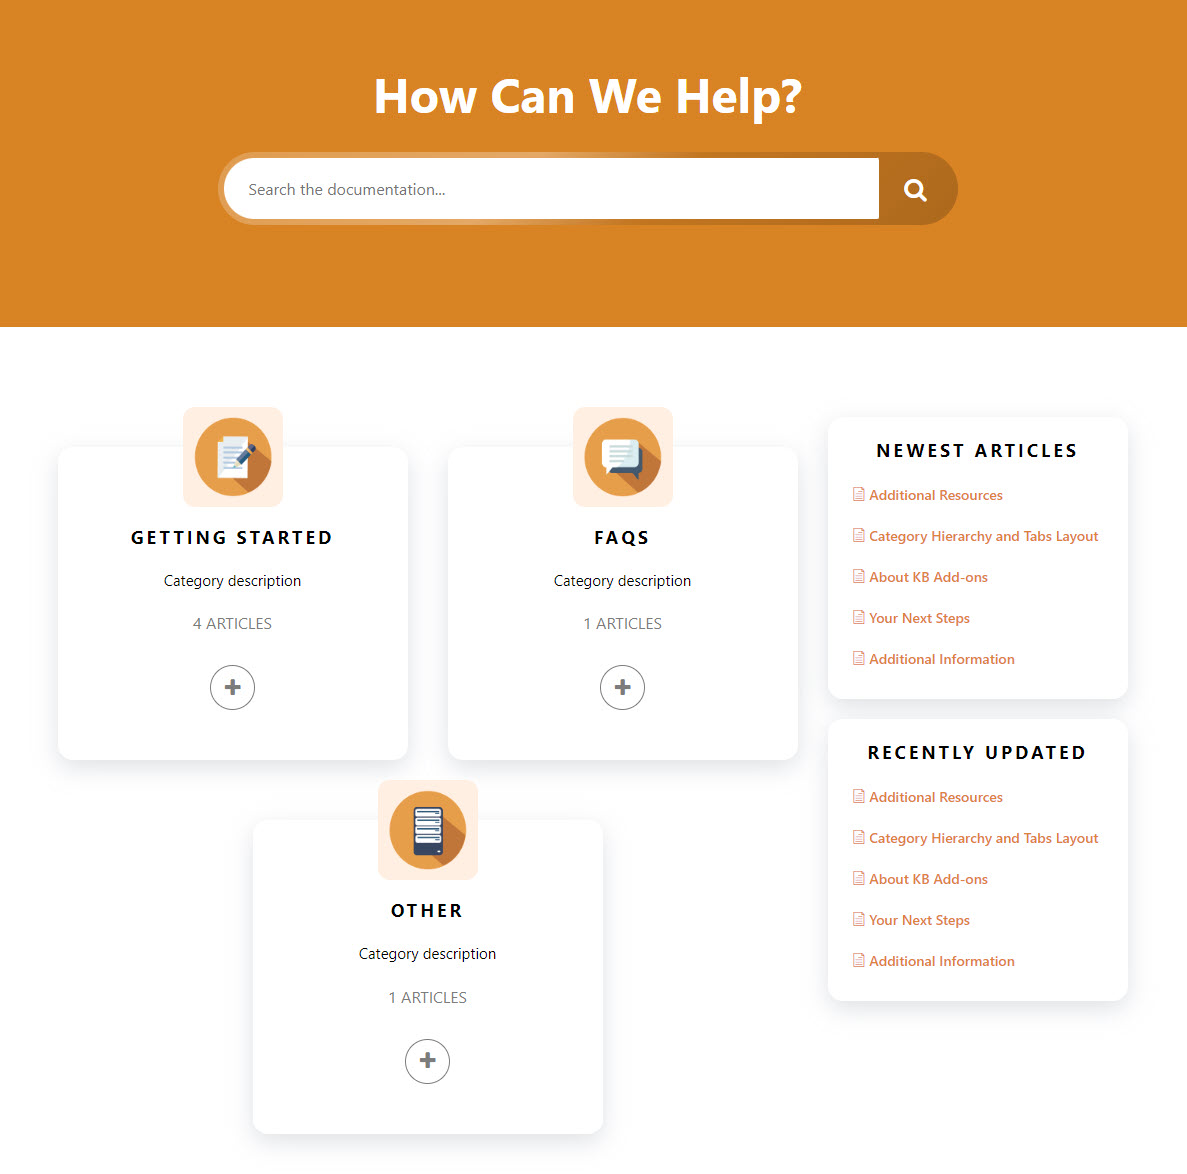 How Can We Help?
Search the documentation...
GETTING STARTED
Category description
4 ARTICLES
FAQS
Category description
1 ARTICLES
OTHER
Category description
1 ARTICLES
NEWEST ARTICLES
Additional Resources
Category Hierarchy and Tabs Layout
About KB Add-ons
Your Next Steps
Additional Information
RECENTLY UPDATED
Additional Resources
Category Hierarchy and Tabs Layout
About KB Add-ons
Your Next Steps
Additional Information